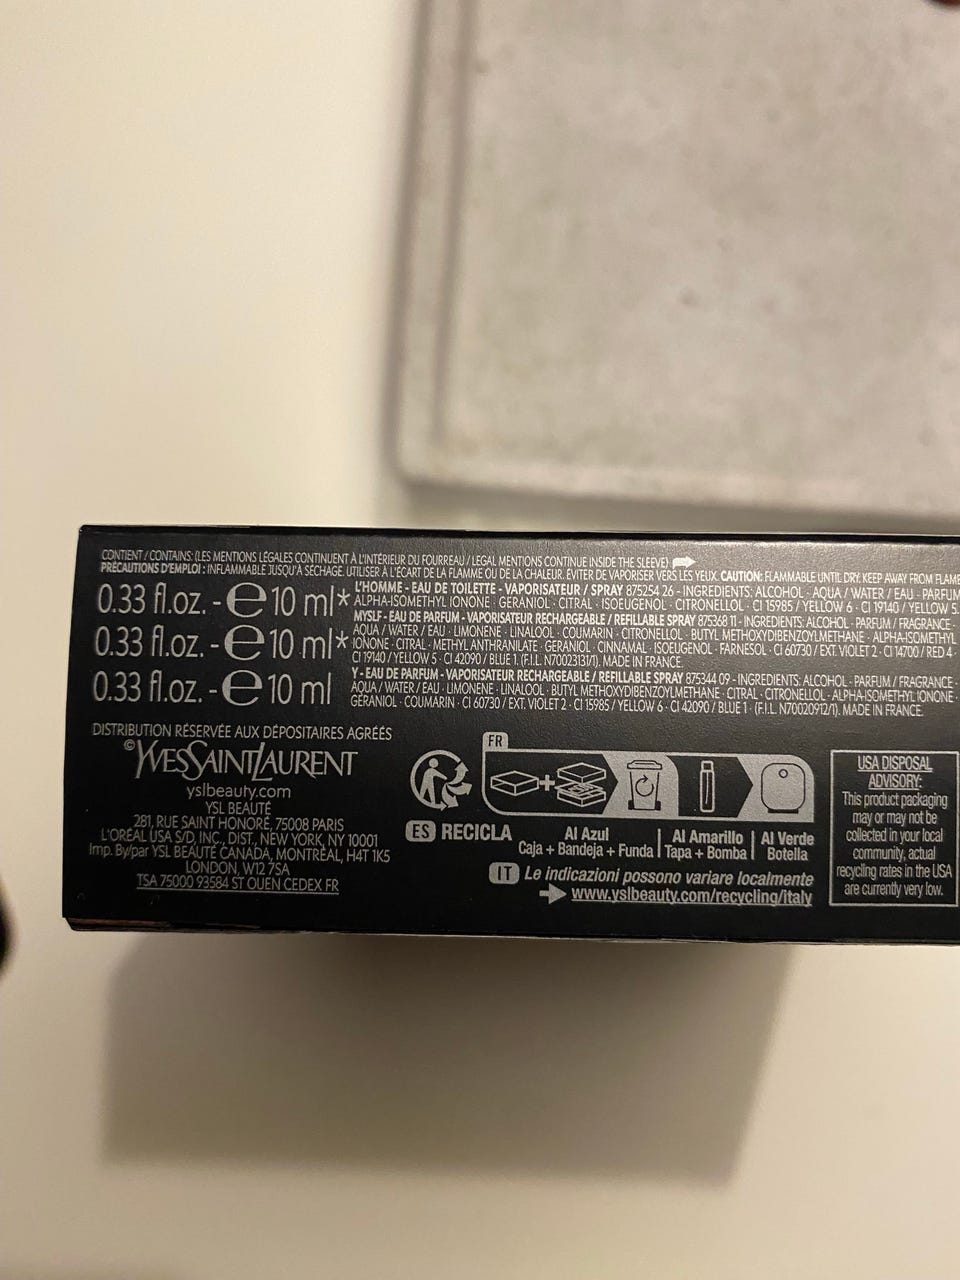 CONTIENT / CONTAINS: (LES MENTIONS LÉGALES CONTINUENT À L'INTÉRIEUR DU FOURREAU / LEGAL MENTIONS CONTINUE INSIDE THE SLEEVE)
PRÉCAUTIONS D'EMPLOI : INFLAMMABLE JUSQU'À SÉCHAGE. UTILISER À L'ÉCART DE LA FLAMME OU DE LA CHALEUR. ÉVITER DE VAPORISER VERS LES YEUX. CAUTION: FLAMMABLE UNTIL DRY. KEEP AWAY FROM FLAME
0.33 fl.oz. - ℮ 10 ml*
0.33 fl.oz. - ℮ 10 ml*
0.33 fl.oz. - ℮ 10 ml
L'HOMME - EAU DE TOILETTE - VAPORISATEUR / SPRAY 875254 26 - INGREDIENTS: ALCOHOL · AQUA / WATER / EAU · PARFUM
ALPHA-ISOMETHYL IONONE · GERANIOL · CITRAL · ISOEUGENOL · CITRONELLOL · CI 15985 / YELLOW 6 · CI 19140 / YELLOW 5
MYSLF - EAU DE PARFUM - VAPORISATEUR RECHARGEABLE / REFILLABLE SPRAY 875368 11 - INGREDIENTS: ALCOHOL · PARFUM / FRAGRANCE ·
AQUA / WATER / EAU · LIMONENE · LINALOOL · COUMARIN · CITRONELLOL · BUTYL METHOXYDIBENZOYLMETHANE · ALPHA-ISOMETHYL
IONONE · CITRAL · METHYL ANTHRANILATE · GERANIOL · CINNAMAL · ISOEUGENOL · FARNESOL · CI 60730 / EXT. VIOLET 2 · CI 14700 / RED 4 ·
CI 19140 / YELLOW 5 · CI 42090 / BLUE 1. (F.I.L. N70023131/1). MADE IN FRANCE.
Y - EAU DE PARFUM - VAPORISATEUR RECHARGEABLE / REFILLABLE SPRAY 875344 09 - INGREDIENTS: ALCOHOL · PARFUM / FRAGRANCE ·
AQUA / WATER / EAU · LIMONENE · LINALOOL · BUTYL METHOXYDIBENZOYLMETHANE · CITRAL · CITRONELLOL · ALPHA-ISOMETHYL IONONE ·
GERANIOL · COUMARIN · CI 60730 / EXT. VIOLET 2 · CI 15985 / YELLOW 6 · CI 42090 / BLUE 1 · (F.I.L. N70020912/1). MADE IN FRANCE.
DISTRIBUTION RÉSERVÉE AUX DÉPOSITAIRES AGRÉÉS
©YVESSAINTLAURENT
yslbeauty.com
YSL BEAUTÉ
281, RUE SAINT HONORÉ, 75008 PARIS
L'ORÉAL USA S/D, INC., DIST., NEW YORK, NY 10001
Imp. By/par YSL BEAUTÉ CANADA, MONTRÉAL, H4T 1K5
LONDON, W12 7SA
TSA 75000 93584 ST OUEN CEDEX FR
FR
ES RECICLA
Al Azul
Caja + Bandeja + Funda
Al Amarillo
Tapa + Bomba
Al Verde
Botella
IT Le indicazioni possono variare localmente
www.yslbeauty.com/recycling/italy
USA DISPOSAL
ADVISORY:
This product packaging
may or may not be
collected in your local
community, actual
recycling rates in the USA
are currently very low.